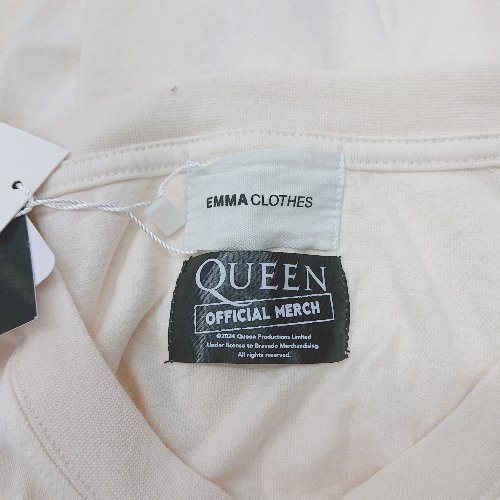 EMMA CLOTHES
QUEEN
OFFICIAL MERCH
©2024 Queen Productions Limited
Under license to Bravado Merchandising.
All rights reserved.